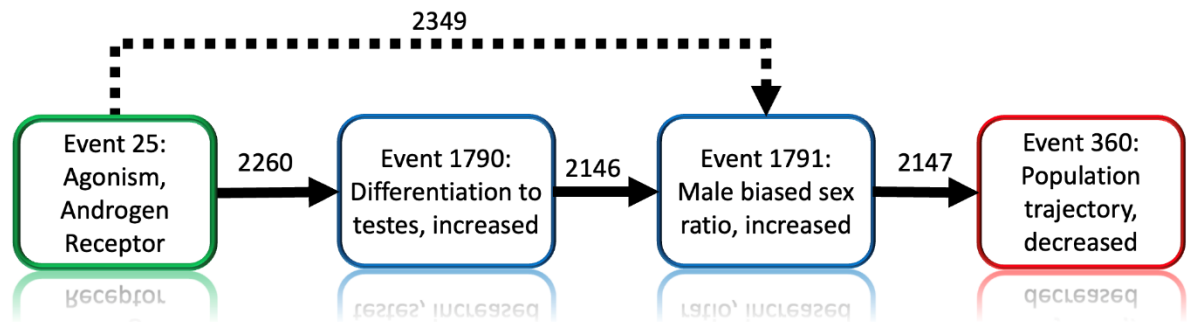 2349
Event 25:
Agonism,
Androgen
Receptor
2260
Event 1790:
Differentiation to
testes, increased
2146
Event 1791:
Male biased sex
ratio, increased
2147
Event 360:
Population
trajectory,
decreased